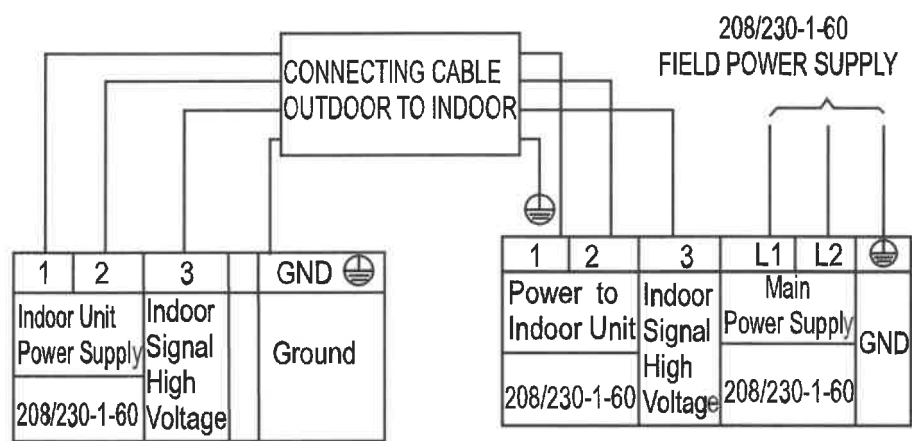 208/230-1-60
FIELD POWER SUPPLY
CONNECTING CABLE
OUTDOOR TO INDOOR
1 2 3 GND
Indoor Unit
Power Supply
208/230-1-60
Indoor
Signal
High
Voltage
Ground
1 2 3 L1 L2
Power to
Indoor Unit
208/230-1-60
Indoor
Signal
High
Voltage
Main
Power Supply
208/230-1-60
GND